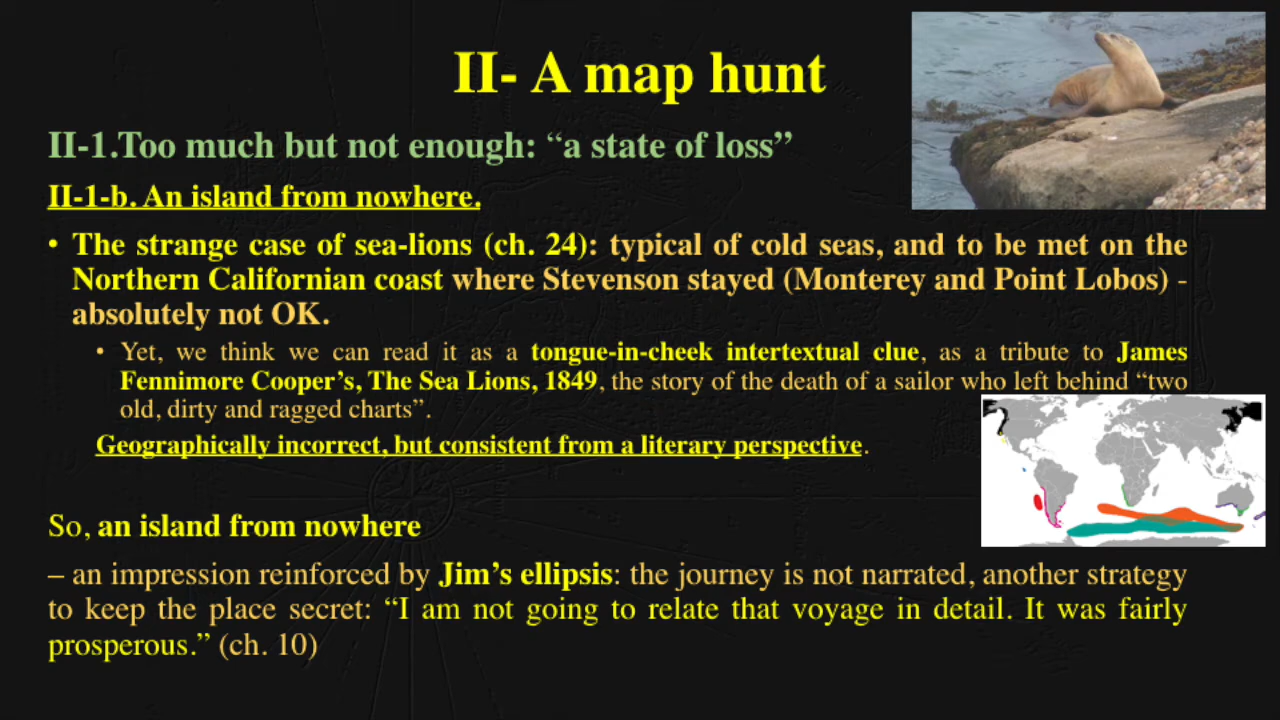 II- A map hunt
II-1.Too much but not enough: “a state of loss”
II-1-b. An island from nowhere.
• The strange case of sea-lions (ch. 24): typical of cold seas, and to be met on the
Northern Californian coast where Stevenson stayed (Monterey and Point Lobos) -
absolutely not OK.
• Yet, we think we can read it as a tongue-in-cheek intertextual clue, as a tribute to James
Fennimore Cooper’s, The Sea Lions, 1849, the story of the death of a sailor who left behind “two
old, dirty and ragged charts”.
Geographically incorrect, but consistent from a literary perspective.
So, an island from nowhere
– an impression reinforced by Jim’s ellipsis: the journey is not narrated, another strategy
to keep the place secret: “I am not going to relate that voyage in detail. It was fairly
prosperous.” (ch. 10)